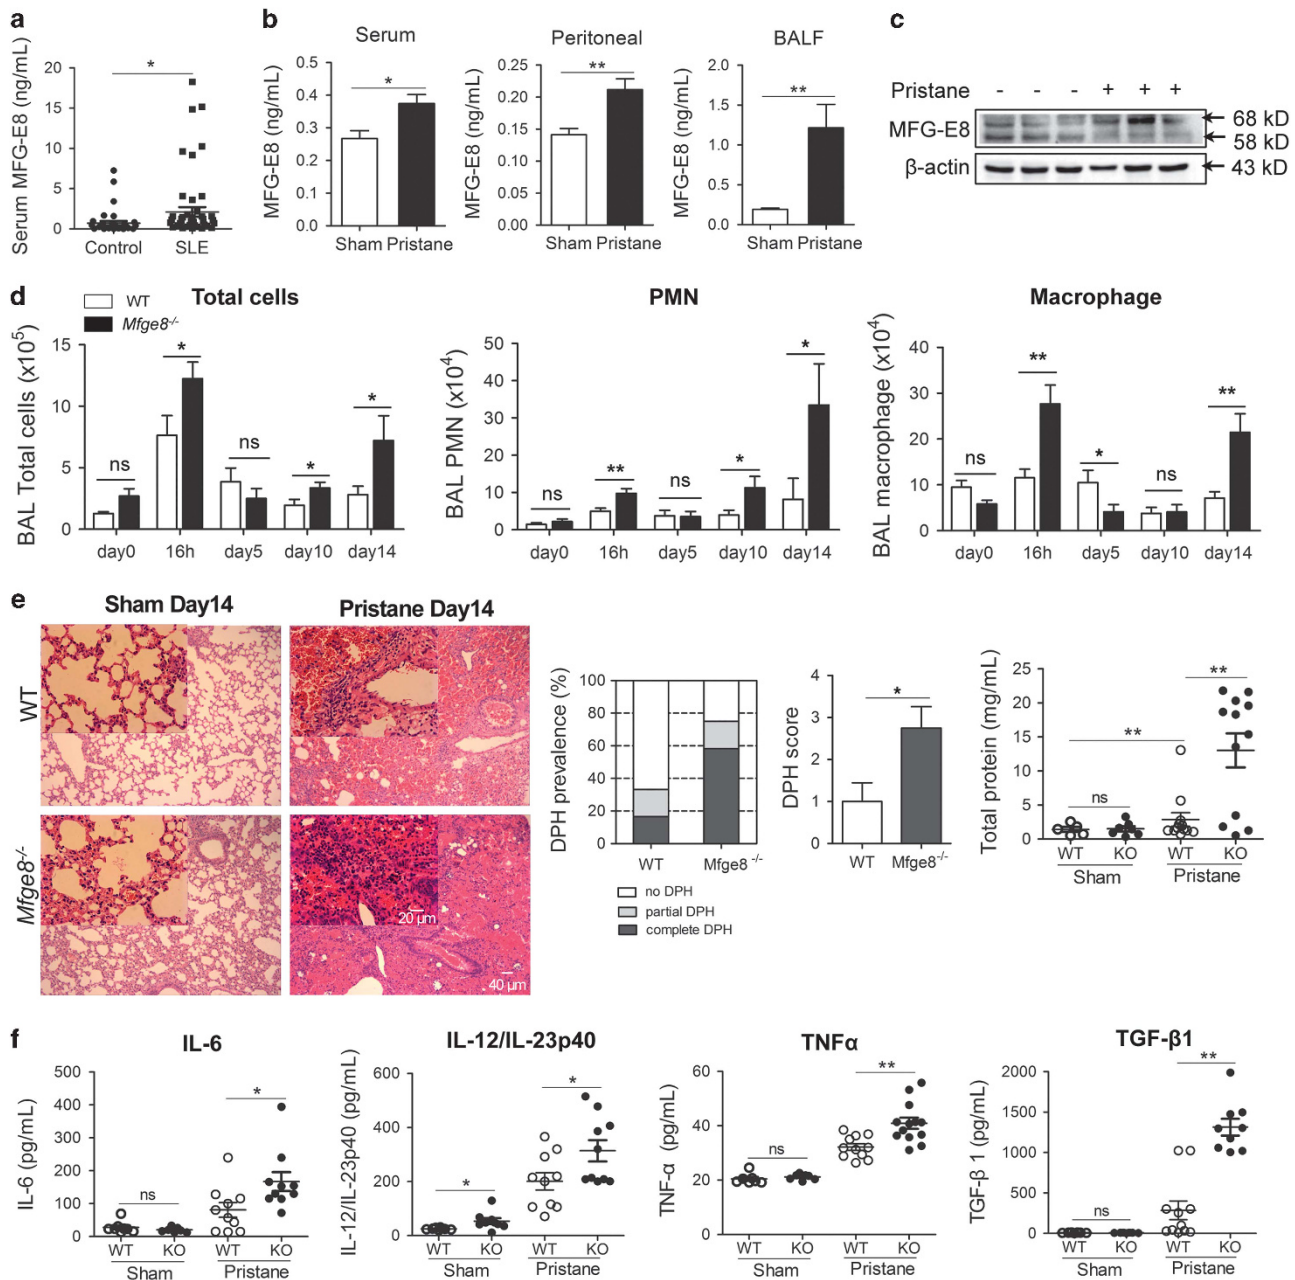 a
Serum MFG-E8 (ng/mL)
20
15
10
5
0
*
Control SLE
b
Serum
MFG-E8 (ng/mL)
0.5
0.4
0.3
0.2
0.1
0.0
*
Sham Pristane
Peritoneal
MFG-E8 (ng/mL)
0.25
0.20
0.15
0.10
0.05
0.00
**
Sham Pristane
BALF
MFG-E8 (ng/mL)
2.0
1.5
1.0
0.5
0.0
**
Sham Pristane
c
Pristane - - - + + +
MFG-E8
68 kD
58 kD
β-actin
43 kD
d
WT
Mfge8-/-
Total cells
BAL Total cells (x10⁵)
15
10
5
0
ns * ns * *
day0 16h day5 day10 day14
PMN
BAL PMN (x10⁴)
50
40
30
20
10
0
ns ** ns * *
day0 16h day5 day10 day14
Macrophage
BAL macrophage (x10⁴)
40
30
20
10
0
ns ** * ns **
day0 16h day5 day10 day14
e
Sham Day14 Pristane Day14
WT
Mfge8-/-
20 μm
40 μm
DPH prevalence (%)
100
80
60
40
20
0
WT Mfge8 -/-
no DPH
partial DPH
complete DPH
DPH score
4
3
2
1
0
*
WT Mfge8-/-
Total protein (mg/mL)
25
20
15
10
5
0
ns ** **
WT KO WT KO
Sham Pristane
f
IL-6
IL-6 (pg/mL)
500
400
300
200
100
0
ns *
WT KO WT KO
Sham Pristane
IL-12/IL-23p40
IL-12/IL-23p40 (pg/mL)
600
400
200
0
* *
WT KO WT KO
Sham Pristane
TNFα
TNF-α (pg/mL)
60
40
20
0
ns **
WT KO WT KO
Sham Pristane
TGF-β1
TGF-β 1 (pg/mL)
2000
1500
1000
500
0
ns **
WT KO WT KO
Sham Pristane